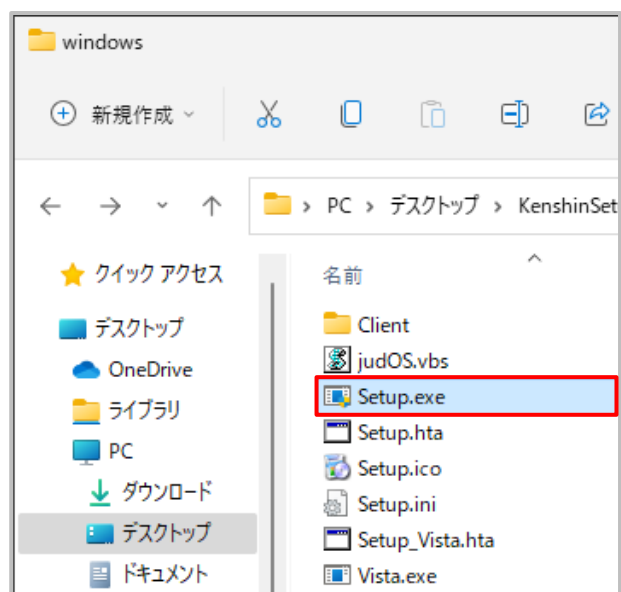 windows
新規作成
PC > デスクトップ > KenshinSet
クイック アクセス
デスクトップ
OneDrive
ライブラリ
PC
ダウンロード
デスクトップ
ドキュメント
名前
Client
judOS.vbs
Setup.exe
Setup.hta
Setup.ico
Setup.ini
Setup_Vista.hta
Vista.exe